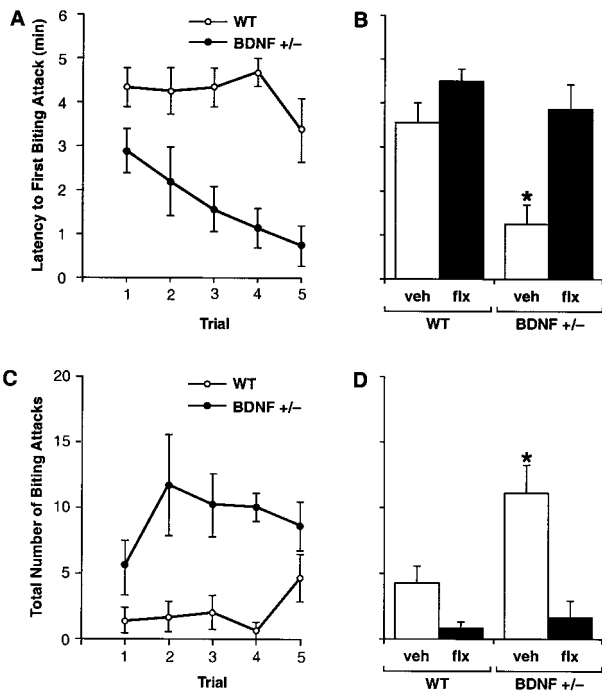 A
WT
BDNF +/–
6
5
4
3
2
1
0
Latency to First Biting Attack (min)
1 2 3 4 5
Trial
B
*
veh flx veh flx
WT BDNF +/–
C
WT
BDNF +/–
20
15
10
5
0
Total Number of Biting Attacks
1 2 3 4 5
Trial
D
*
veh flx veh flx
WT BDNF +/–